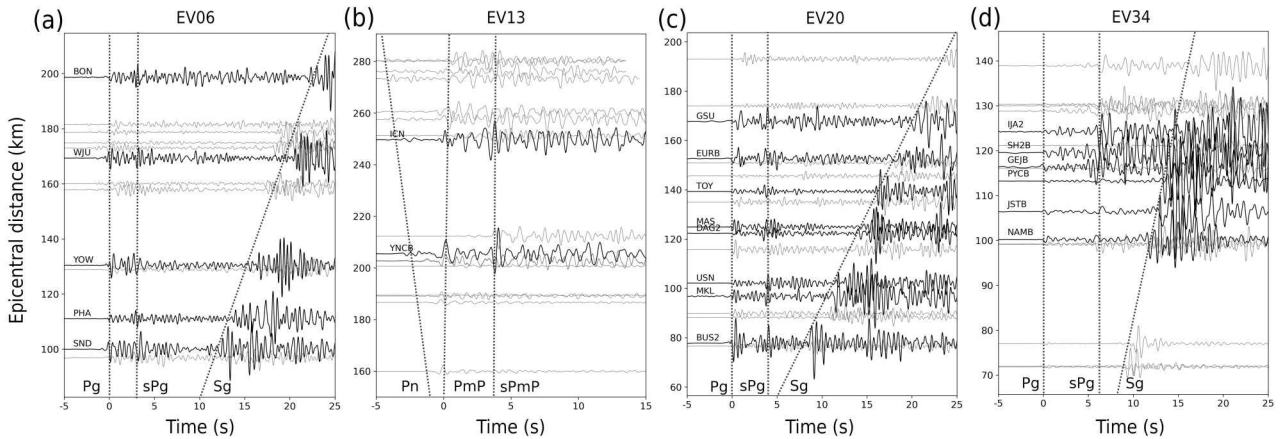 (a)
EV06
(b)
EV13
(c)
EV20
(d)
EV34
Epicentral distance (km)
200
180
160
140
120
100
BON
WJU
YOW
PHA
SND
Pg
sPg
Sg
-5
0
5
10
15
20
25
Time (s)
280
260
240
220
200
180
160
ICN
YNCB
Pn
PmP
sPmP
-5
0
5
10
15
Time (s)
200
180
160
140
120
100
80
60
GSU
EURB
TOY
MAS
DAG2
USN
MKL
BUS2
Pg
sPg
Sg
-5
0
5
10
15
20
25
Time (s)
140
130
120
110
100
90
80
70
IJA2
SH2B
GEJB
PYCB
JSTB
NAMB
Pg
sPg
Sg
-5
0
5
10
15
20
25
Time (s)